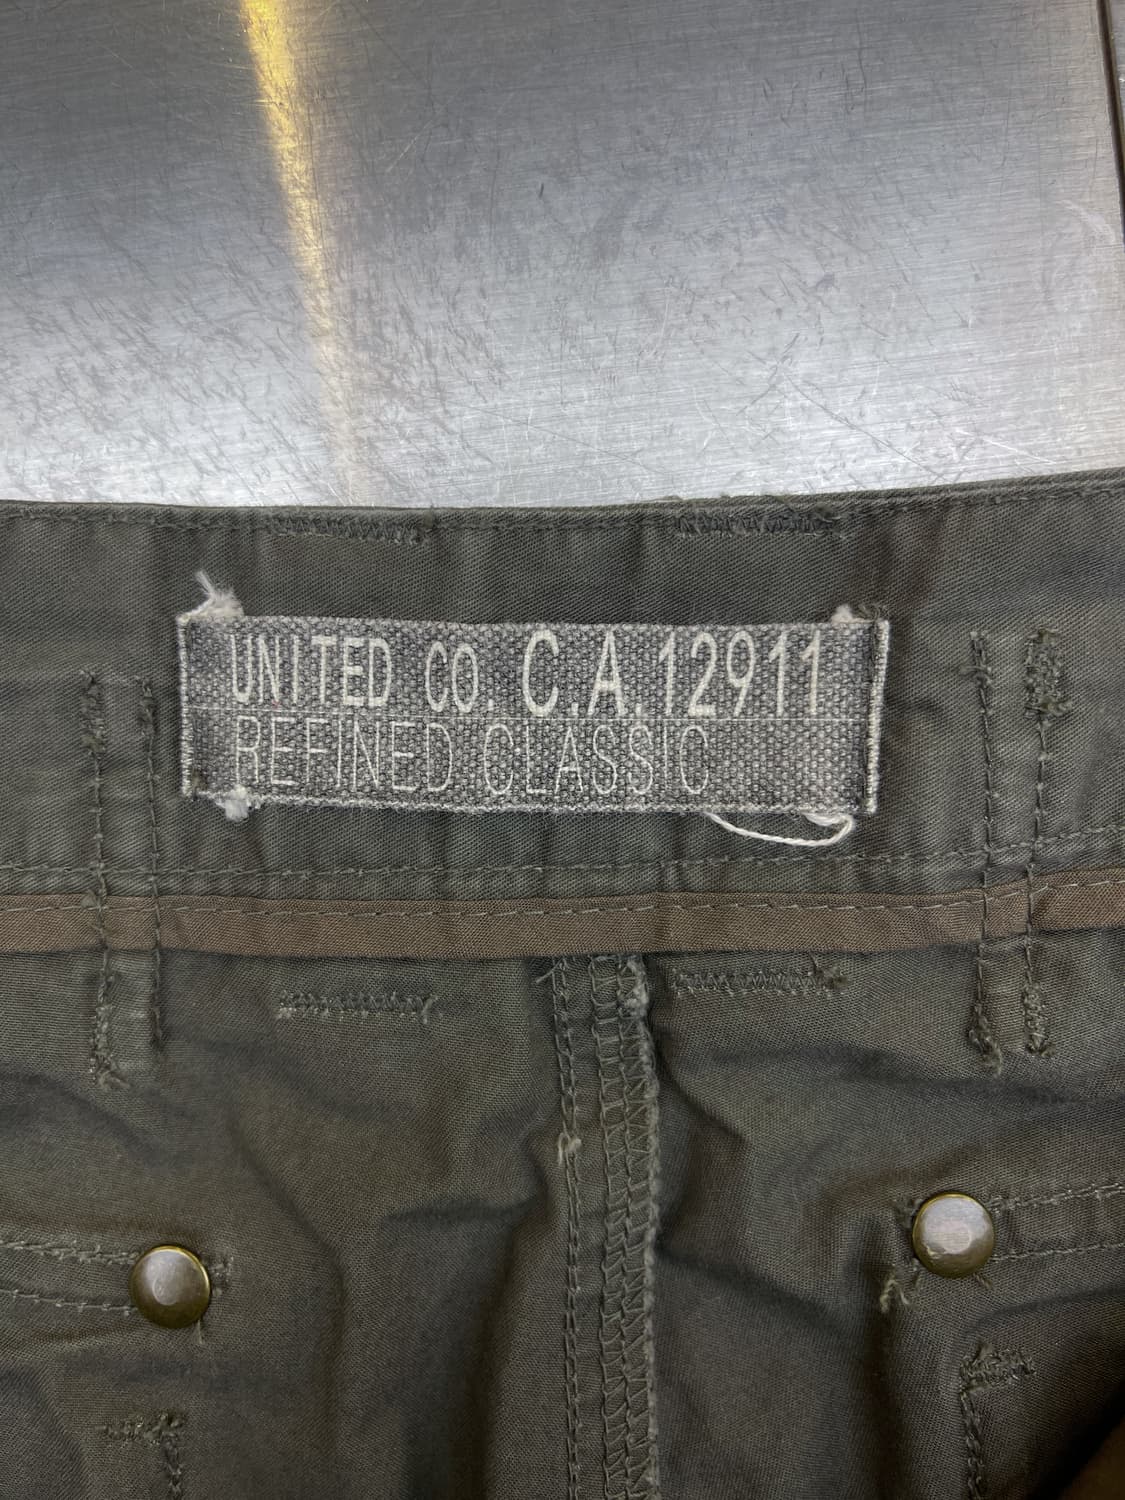 UNITED CO. C.A.12911
REFINED CLASSIC